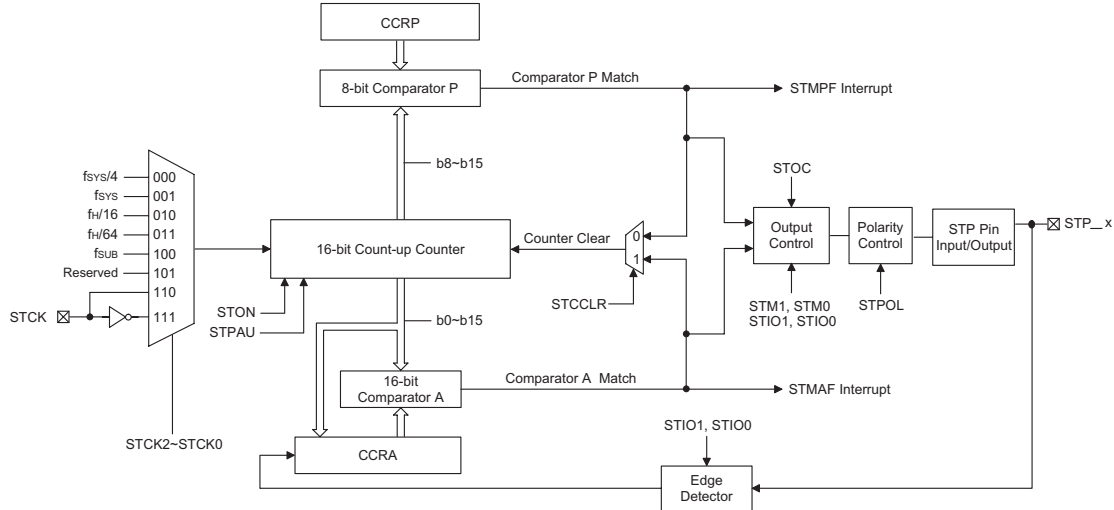 CCRP
8-bit Comparator P
Comparator P Match
STMPF Interrupt
b8~b15
fSYS/4
000
fSYS
001
fH/16
010
fH/64
011
fSUB
100
Reserved
101
110
111
STCK
STCK2~STCK0
16-bit Count-up Counter
Counter Clear
0
1
STCCLR
STON
STPAU
b0~b15
STOC
Output
Control
STM1, STM0
STIO1, STIO0
Polarity
Control
STPOL
STP Pin
Input/Output
STP__x
16-bit
Comparator A
Comparator A Match
STMAF Interrupt
CCRA
STIO1, STIO0
Edge
Detector